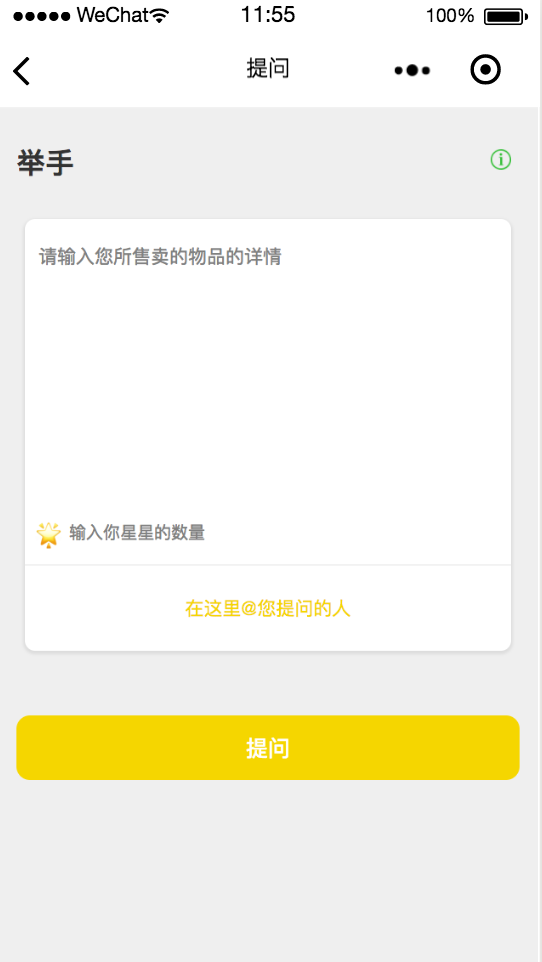 WeChat 11:55 100%
提问
举手
请输入您所售卖的物品的详情
输入你星星的数量
在这里@您提问的人
提问